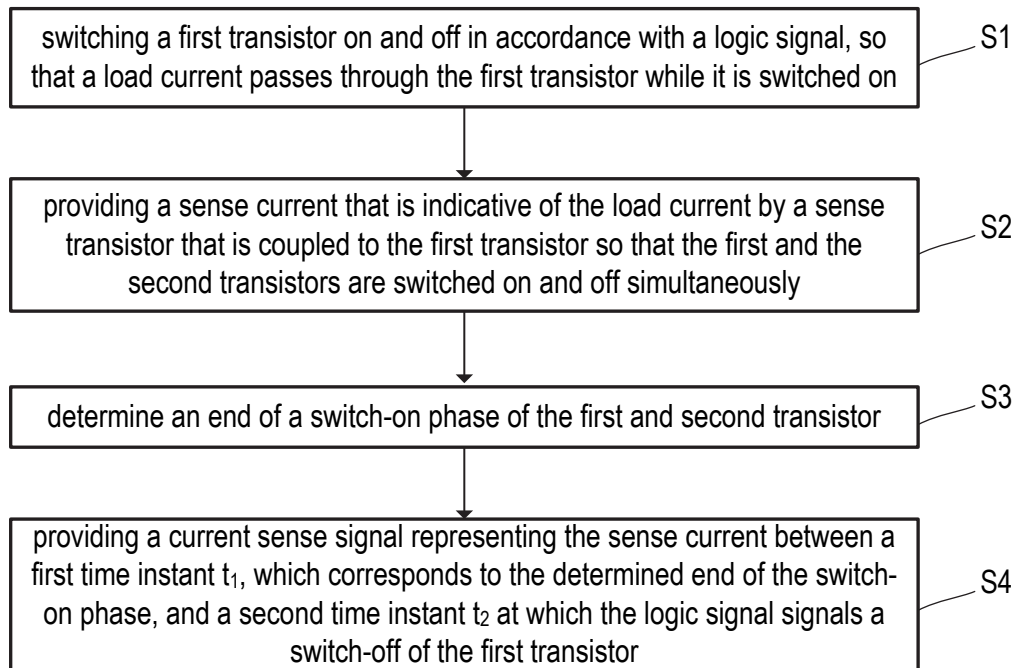 switching a first transistor on and off in accordance with a logic signal, so
that a load current passes through the first transistor while it is switched on
S1
providing a sense current that is indicative of the load current by a sense
transistor that is coupled to the first transistor so that the first and the
second transistors are switched on and off simultaneously
S2
determine an end of a switch-on phase of the first and second transistor
S3
providing a current sense signal representing the sense current between a
first time instant t₁, which corresponds to the determined end of the switch-
on phase, and a second time instant t₂ at which the logic signal signals a
switch-off of the first transistor
S4